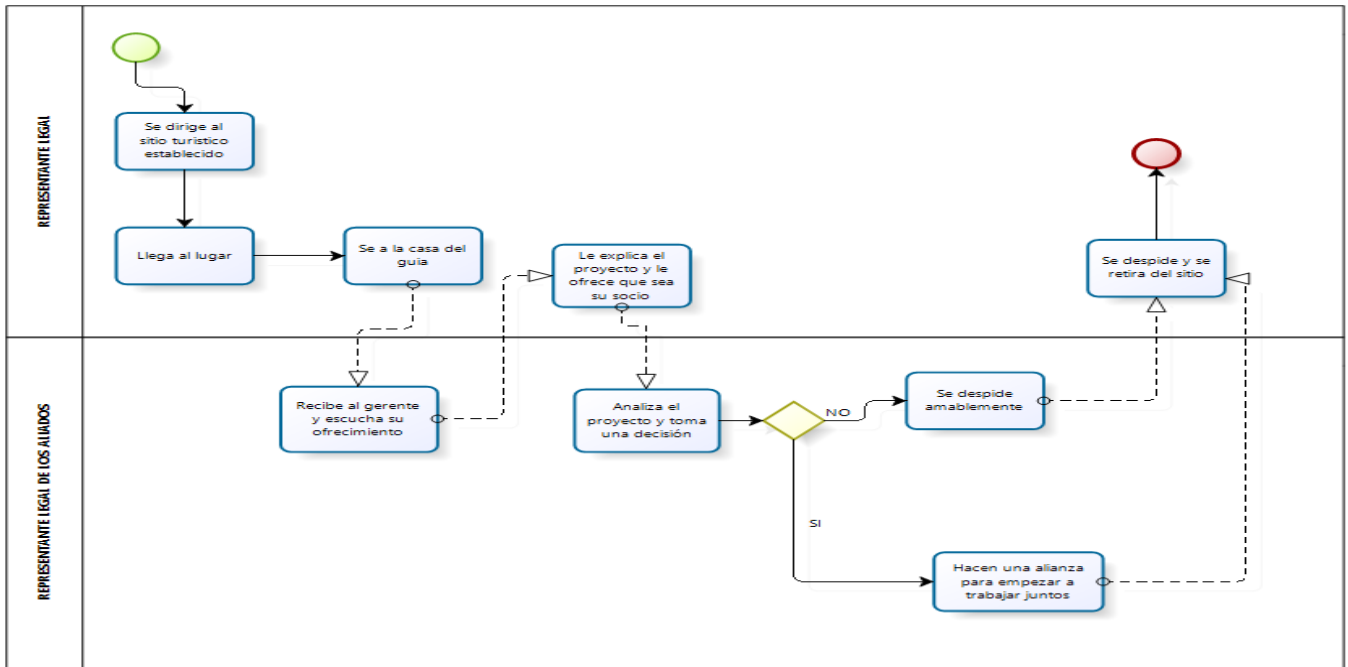 REPRESENTANTE LEGAL
Se dirige al
sitio turistico
establecido
Llega al lugar
Se a la casa del
guia
Le explica el
proyecto y le
ofrece que sea
su socio
Se despide y se
retira del sitio
REPRESENTANTE LEGAL DE LOS ALIADOS
Recibe al gerente
y escucha su
ofrecimiento
Analiza el
proyecto y toma
una decisión
NO
Se despide
amablemente
SI
Hacen una alianza
para empezar a
trabajar juntos